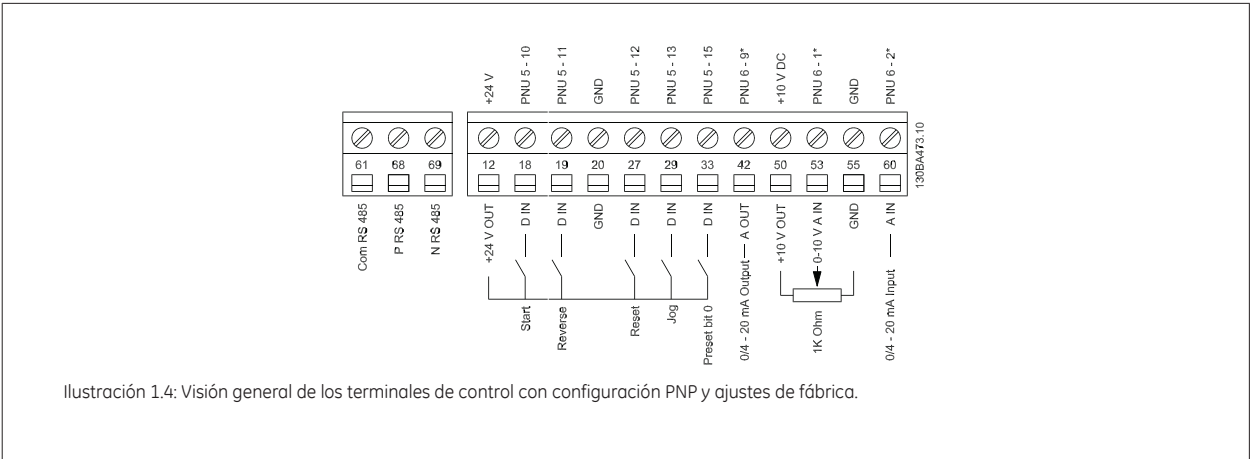 +24 V
PNU 5 - 10
PNU 5 - 11
GND
PNU 5 - 12
PNU 5 - 13
PNU 5 - 15
PNU 6 - 9*
+10 V DC
PNU 6 - 1*
GND
PNU 6 - 2*
61 68 69 12 18 19 20 27 29 33 42 50 53 55 60
130BA473.10
Com RS 485
P RS 485
N RS 485
+24 V OUT
D IN
D IN
GND
D IN
D IN
D IN
0/4 - 20 mA Output A OUT
+10 V OUT
0-10 V A IN
GND
0/4 - 20 mA Input A IN
Start
Reverse
Reset
Jog
Preset bit 0
1K Ohm
Ilustración 1.4: Visión general de los terminales de control con configuración PNP y ajustes de fábrica.